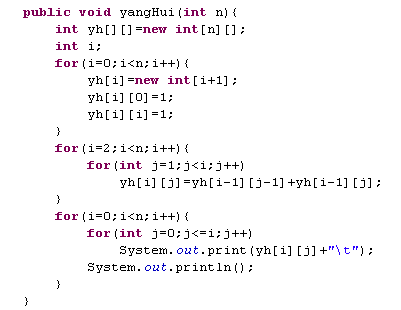 public void yangHui(int n){
    int yh[][]=new int[n][];
    int i;
    for(i=0;i<n;i++){
        yh[i]=new int[i+1];
        yh[i][0]=1;
        yh[i][i]=1;
    }
    for(i=2;i<n;i++){
        for(int j=1;j<i;j++)
            yh[i][j]=yh[i-1][j-1]+yh[i-1][j];
    }
    for(i=0;i<n;i++){
        for(int j=0;j<=i;j++)
            System.out.print(yh[i][j]+"\t");
        System.out.println();
    }
}